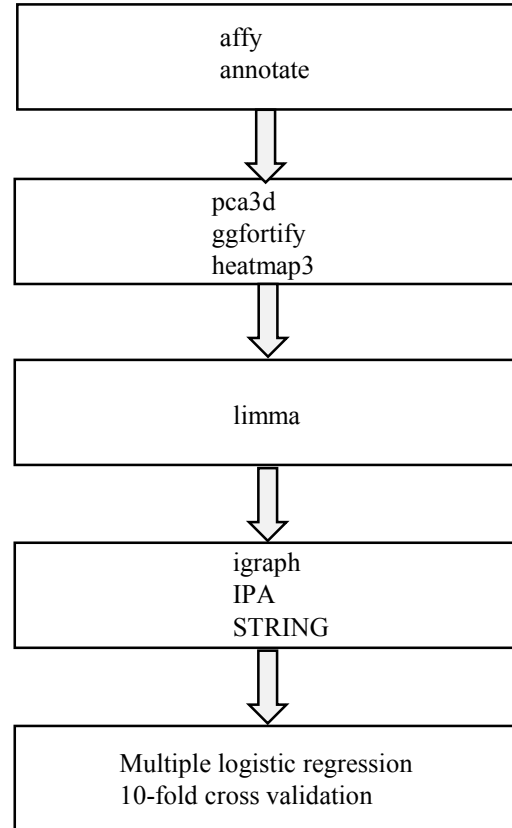 affy
annotate
pca3d
ggfortify
heatmap3
limma
igraph
IPA
STRING
Multiple logistic regression
10-fold cross validation